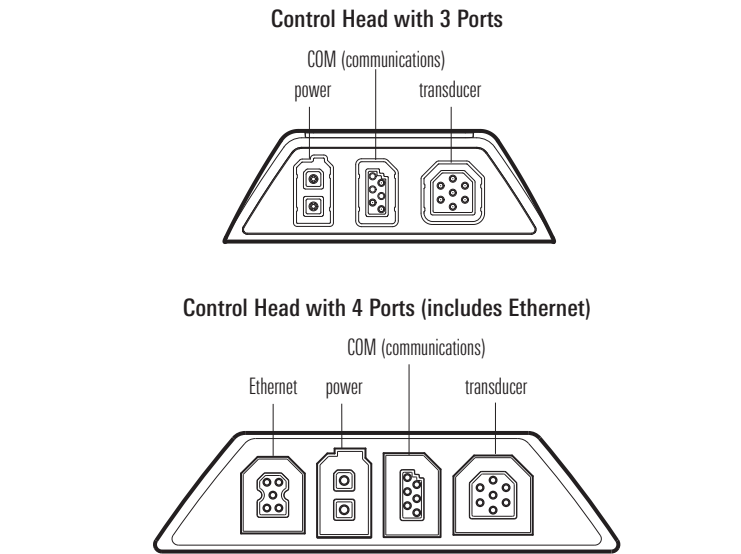 Control Head with 3 Ports
COM (communications)
power
transducer
Control Head with 4 Ports (includes Ethernet)
COM (communications)
Ethernet
power
transducer